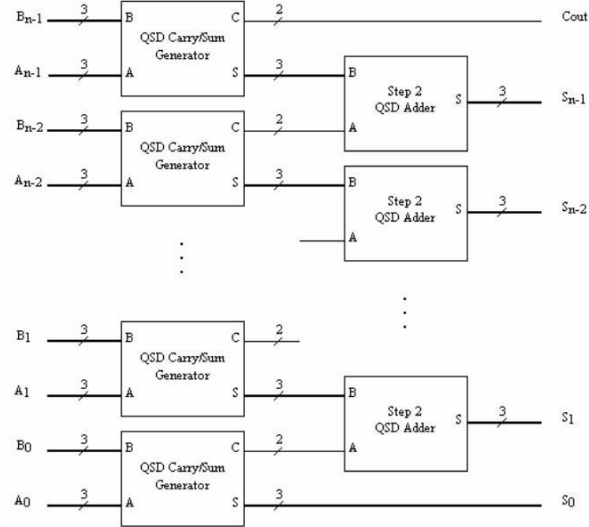 Bn-1 3 B C 2 Cout
QSD Carry/Sum
Generator
An-1 3 A S 3 B
Step 2
QSD Adder
S 3 Sn-1
Bn-2 3 B C 2 A
QSD Carry/Sum
Generator
An-2 3 A S 3 B
Step 2
QSD Adder
S 3 Sn-2
A
B1 3 B C 2
QSD Carry/Sum
Generator
A1 3 A S 3 B
Step 2
QSD Adder
S 3 S1
B0 3 B C 2 A
QSD Carry/Sum
Generator
A0 3 A S 3 S0